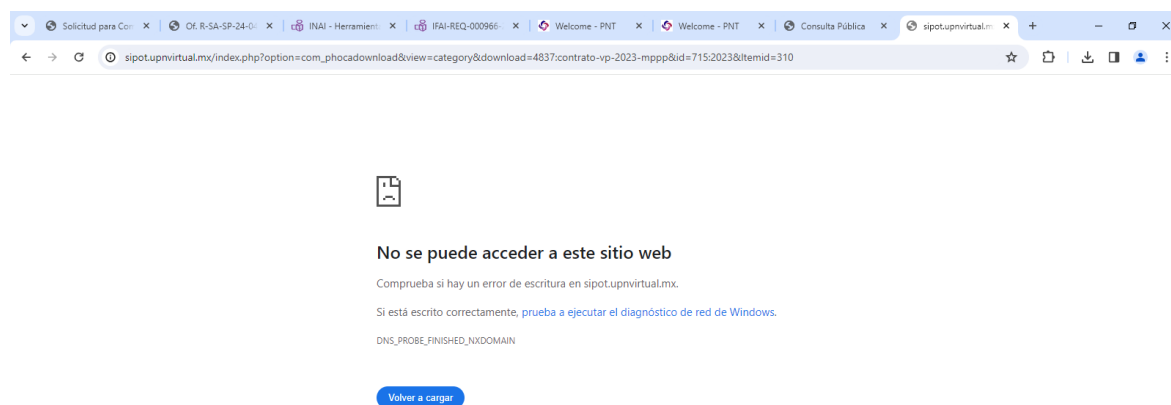 Solicitud para Con
Of. R-SA-SP-24-04
INAI - Herramient
IFAI-REQ-000966-
Welcome - PNT
Welcome - PNT
Consulta Pública
sipot.upnvirtual.m
sipot.upnvirtual.mx/index.php?option=com_phocadownload&view=category&download=4837:contrato-vp-2023-mppp&id=715:2023&Itemid=310
No se puede acceder a este sitio web
Comprueba si hay un error de escritura en sipot.upnvirtual.mx.
Si está escrito correctamente, prueba a ejecutar el diagnóstico de red de Windows.
DNS_PROBE_FINISHED_NXDOMAIN
Volver a cargar